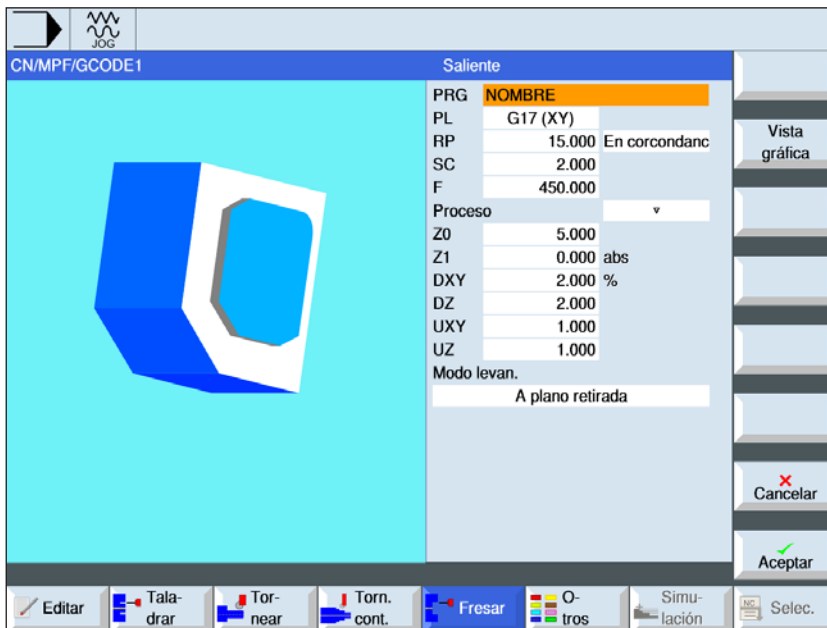 JOG
CN/MPF/GCODE1
Saliente
PRG NOMBRE
PL G17 (XY)
RP 15.000 En corcondanc
SC 2.000
F 450.000
Proceso ▿
Z0 5.000
Z1 0.000 abs
DXY 2.000 %
DZ 2.000
UXY 1.000
UZ 1.000
Modo levan.
A plano retirada
Vista
gráfica
Cancelar
Aceptar
Editar
Tala-
drar
Tor-
near
Torn.
cont.
Fresar
O-
tros
Simu-
lación
NC
Selec.